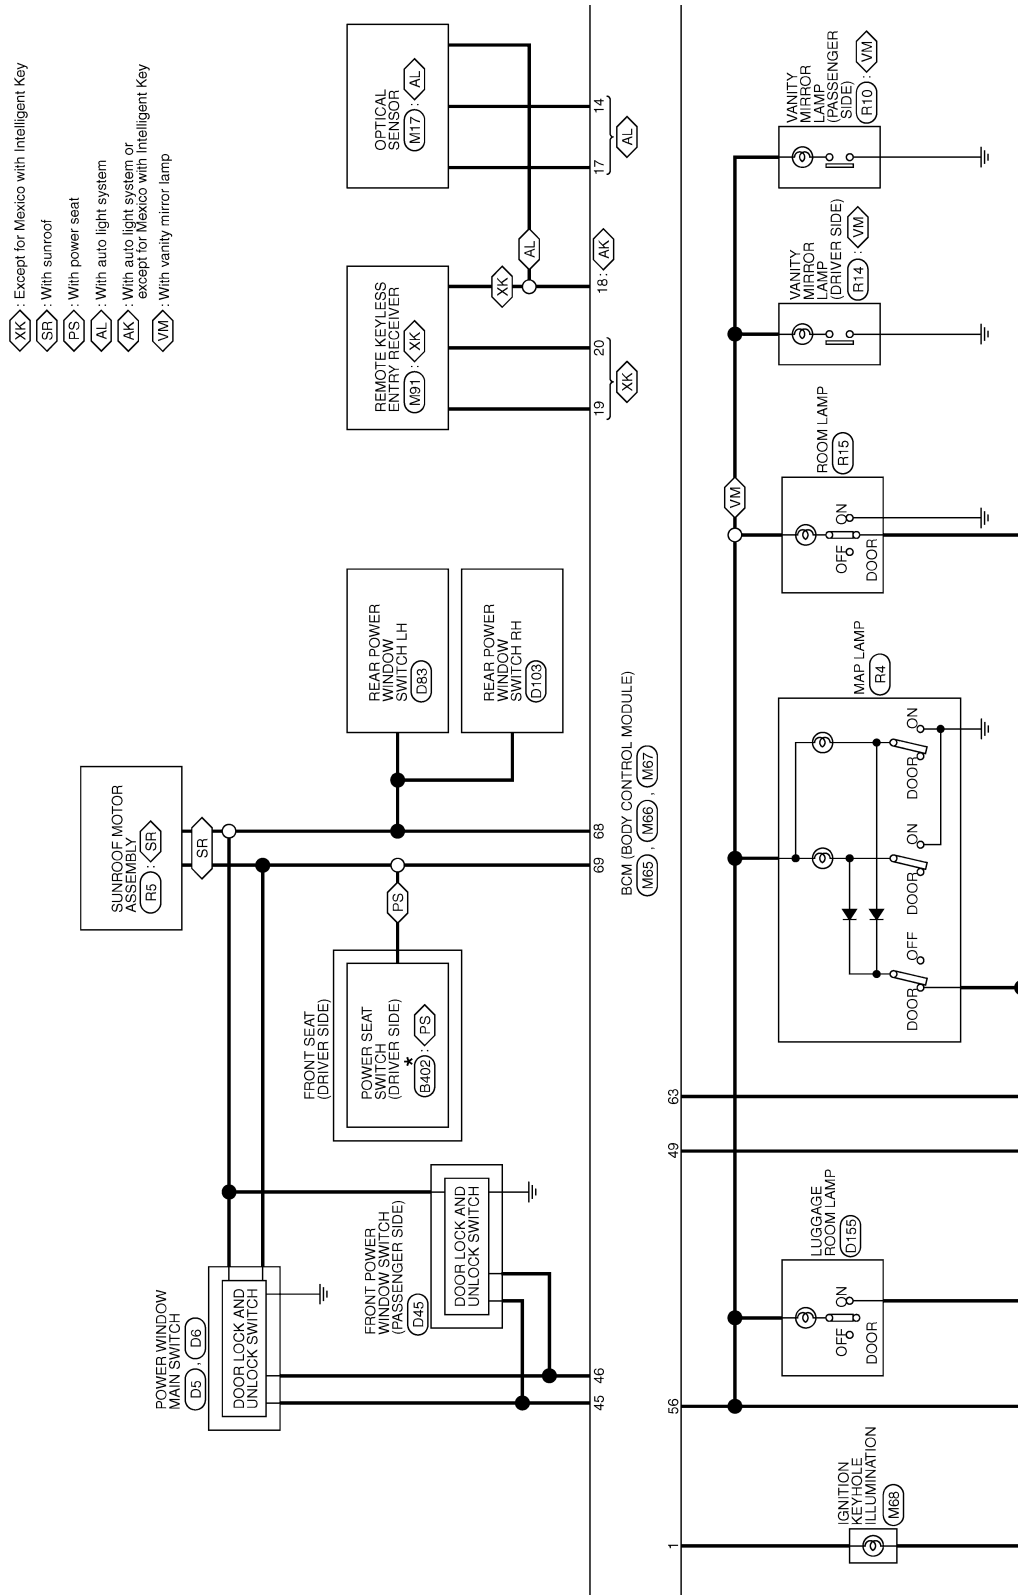 XK : Except for Mexico with Intelligent Key
SR : With sunroof
PS : With power seat
AL : With auto light system
AK : With auto light system or
except for Mexico with Intelligent Key
VM : With vanity mirror lamp
POWER WINDOW
MAIN SWITCH
D5 , D6
DOOR LOCK AND
UNLOCK SWITCH
FRONT POWER
WINDOW SWITCH
(PASSENGER SIDE)
D45
DOOR LOCK AND
UNLOCK SWITCH
FRONT SEAT
(DRIVER SIDE)
POWER SEAT
SWITCH
(DRIVER SIDE)
*
B402 : PS
PS
SUNROOF MOTOR
ASSEMBLY
R5 : SR
SR
REAR POWER
WINDOW
SWITCH LH
D83
REAR POWER
WINDOW
SWITCH RH
D103
REMOTE KEYLESS
ENTRY RECEIVER
M91 : XK
XK
AL
OPTICAL
SENSOR
M17 : AL
45
46
69
68
19
20
XK
18 : AK
17
14
AL
BCM (BODY CONTROL MODULE)
M65 , M66 , M67
1
56
49
63
IGNITION
KEYHOLE
ILLUMINATION
M68
LUGGAGE
ROOM LAMP
D155
OFF
ON
DOOR
MAP LAMP
R4
DOOR
OFF
DOOR
ON
DOOR
ON
VM
ROOM LAMP
R15
OFF
ON
DOOR
VANITY
MIRROR
LAMP
(DRIVER SIDE)
R14 : VM
VANITY
MIRROR
LAMP
(PASSENGER
SIDE)
R10 : VM